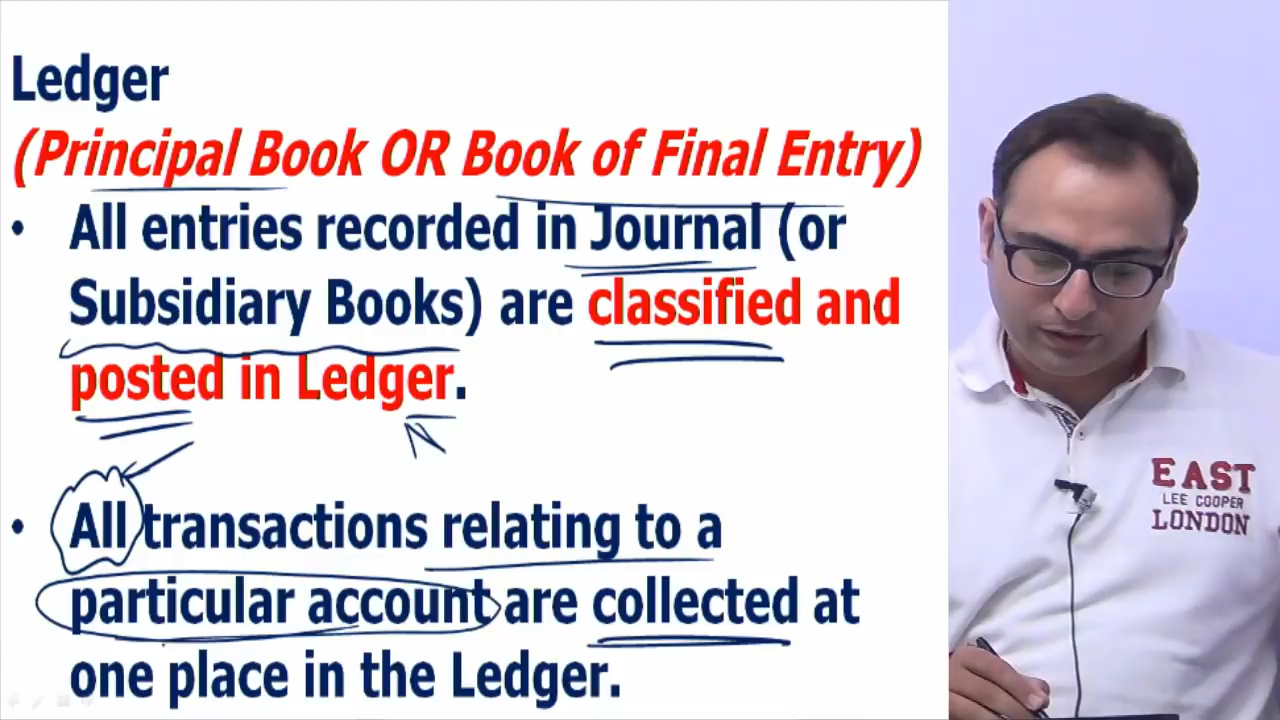 Ledger
(Principal Book OR Book of Final Entry)
• All entries recorded in Journal (or
Subsidiary Books) are classified and
posted in Ledger.
• All transactions relating to a
particular account are collected at
one place in the Ledger.
EAST
LEE COOPER
LONDON